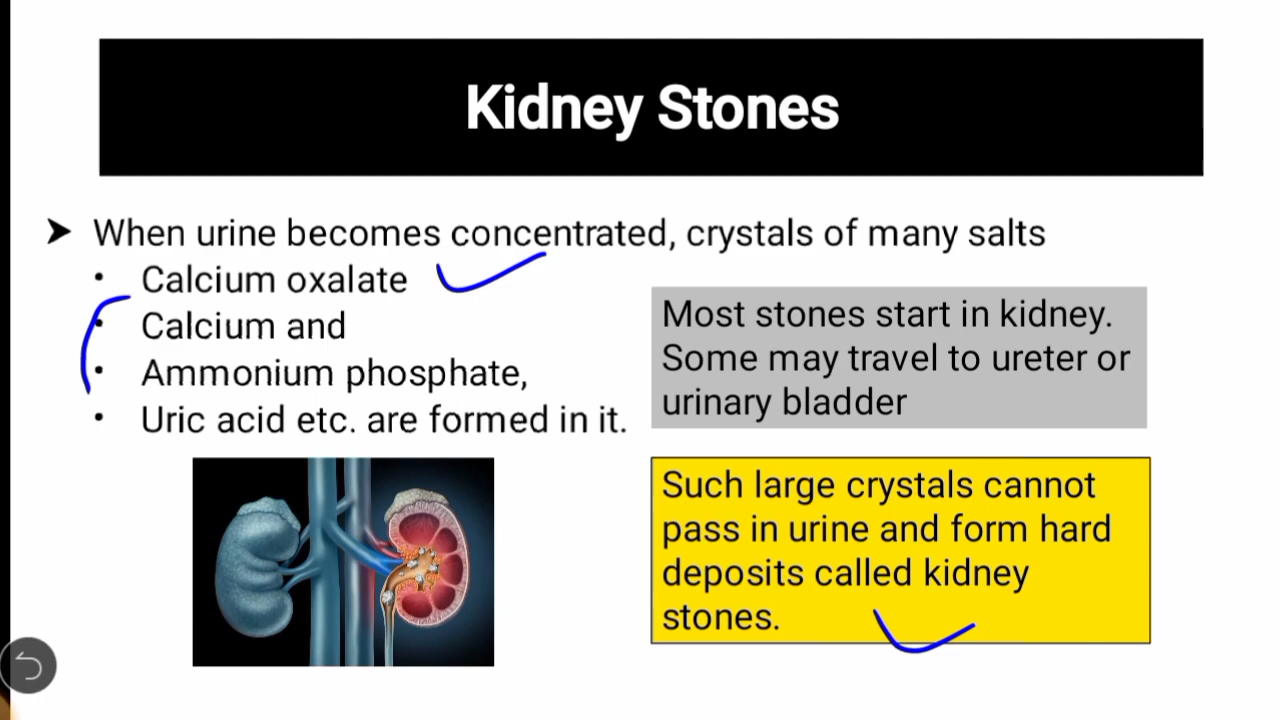 Kidney Stones
➤ When urine becomes concentrated, crystals of many salts
• Calcium oxalate
• Calcium and
• Ammonium phosphate,
• Uric acid etc. are formed in it.
Most stones start in kidney.
Some may travel to ureter or
urinary bladder
Such large crystals cannot
pass in urine and form hard
deposits called kidney
stones.